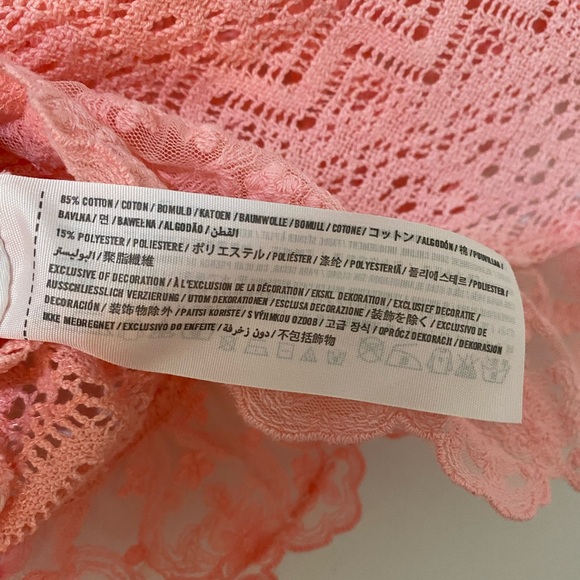 85% COTTON / COTON / BOMULD / KATOEN / BAUMWOLLE / BOMULL / COTONE / コットン / ALGODÓN / 棉 / PUUVILLAA /
BAVLNA / 면 / BAWEŁNA / ALGODÃO / القطن
15% POLYESTER / POLIESTERE / ポリエステル / POLIÉSTER / 涤纶 / POLYESTERIÄ / 폴리에스테르 / POLIESTER /
البوليستر / 聚脂纖維
EXCLUSIVE OF DECORATION / À L'EXCLUSION DE LA DÉCORATION / EKSKL. DEKORATION / EXCLUSIEF DECORATIE /
AUSSCHLIESSLICH VERZIERUNG / UTOM DEKORATIONEN / ESCLUSA DECORAZIONE / 装飾を除く / EXCLUSIVO DE
DECORACIÓN / 装饰物除外 / PAITSI KORISTE / S VÝJIMKOU OZDOB / 고급 장식 / OPRÓCZ DEKORACJI / DEKORASJON
IKKE MEDREGNET / EXCLUSIVO DO ENFEITE / دون زخرفة / 不包括飾物